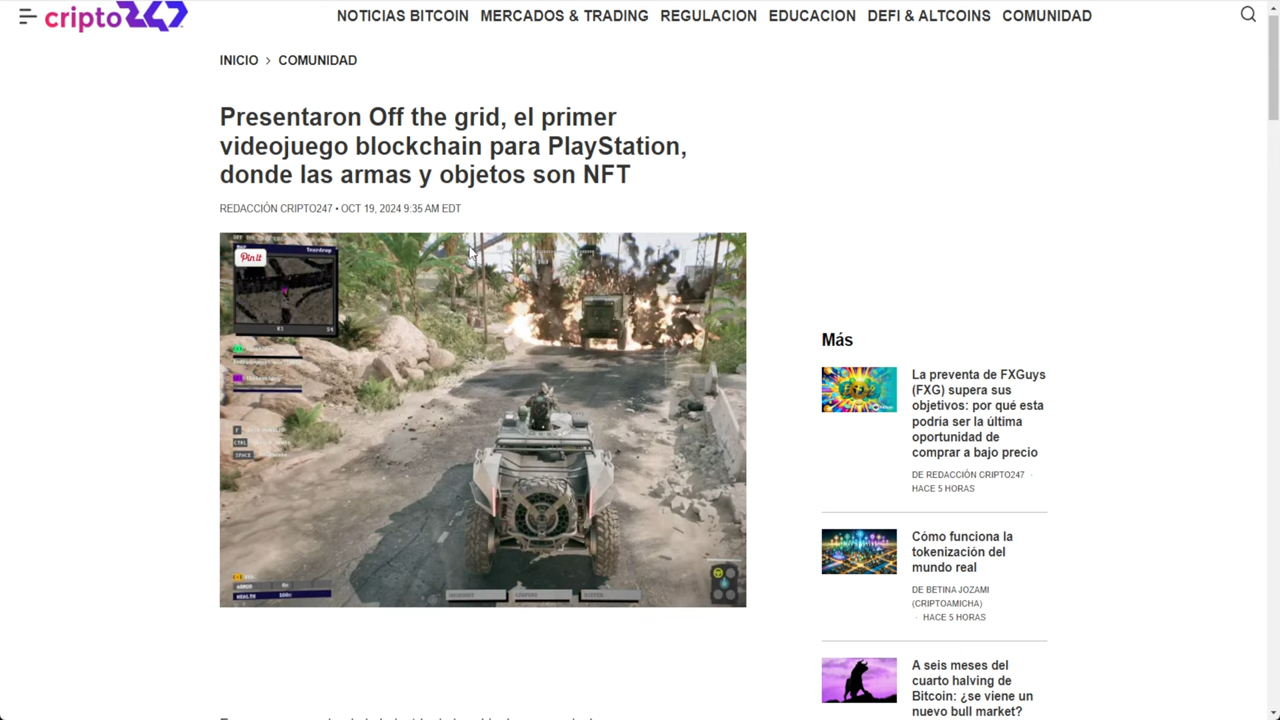 cripto247
NOTICIAS BITCOIN MERCADOS & TRADING REGULACION EDUCACION DEFI & ALTCOINS COMUNIDAD
INICIO > COMUNIDAD
Presentaron Off the grid, el primer
videojuego blockchain para PlayStation,
donde las armas y objetos son NFT
REDACCIÓN CRIPTO247 • OCT 19, 2024 9:35 AM EDT
Teardrop
Pin it
CTRL
SPACE
HEALTH
Más
La preventa de FXGuys
(FXG) supera sus
objetivos: por qué esta
podría ser la última
oportunidad de
comprar a bajo precio
DE REDACCIÓN CRIPTO247 ·
HACE 5 HORAS
Cómo funciona la
tokenización del
mundo real
DE BETINA JOZAMI
(CRIPTOAMICHA)
· HACE 5 HORAS
A seis meses del
cuarto halving de
Bitcoin: ¿se viene un
nuevo bull market?